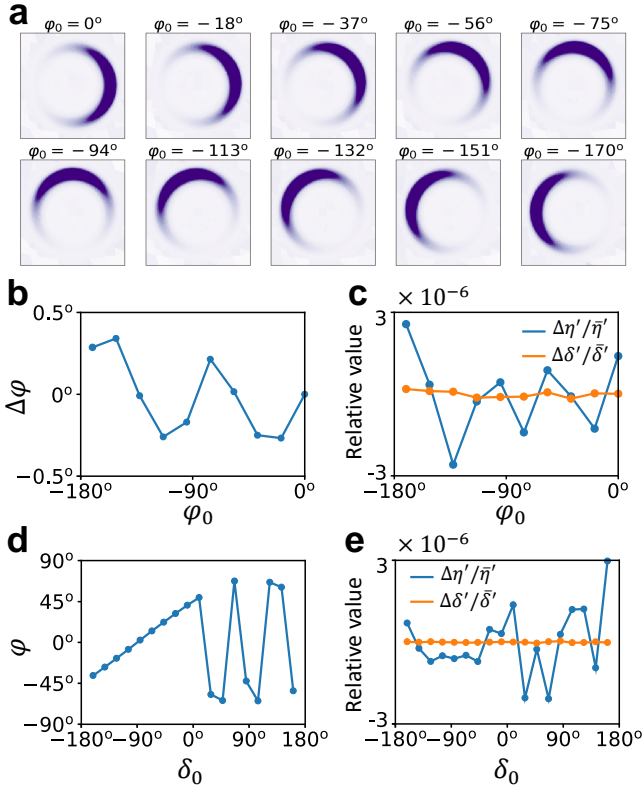 a
φ₀ = 0° φ₀ = −18° φ₀ = −37° φ₀ = −56° φ₀ = −75°
φ₀ = −94° φ₀ = −113° φ₀ = −132° φ₀ = −151° φ₀ = −170°
b
0.5°
0°
−0.5°
Δφ
−180° −90° 0°
φ₀
c
× 10⁻⁶
3
−3
Relative value
Δη′/η̄′
Δδ′/δ̄′
−180° −90° 0°
φ₀
d
90°
45°
0°
−45°
−90°
φ
−180° −90° 0° 90° 180°
δ₀
e
× 10⁻⁶
3
−3
Relative value
Δη′/η̄′
Δδ′/δ̄′
−180° −90° 0° 90° 180°
δ₀